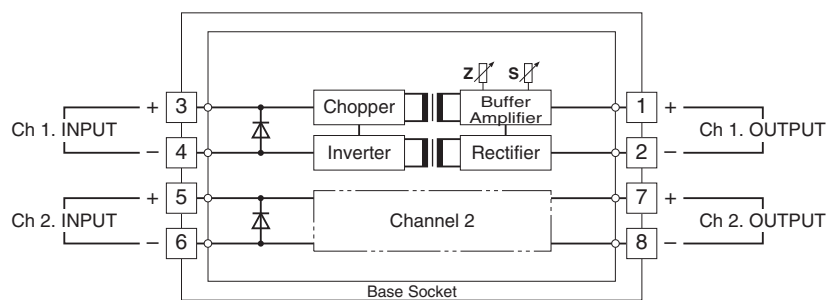 Z S
+ 3 Chopper Buffer Amplifier 1 +
Ch 1. INPUT Ch 1. OUTPUT
− 4 Inverter Rectifier 2 −
+ 5 7 +
Ch 2. INPUT Channel 2 Ch 2. OUTPUT
− 6 8 −
Base Socket